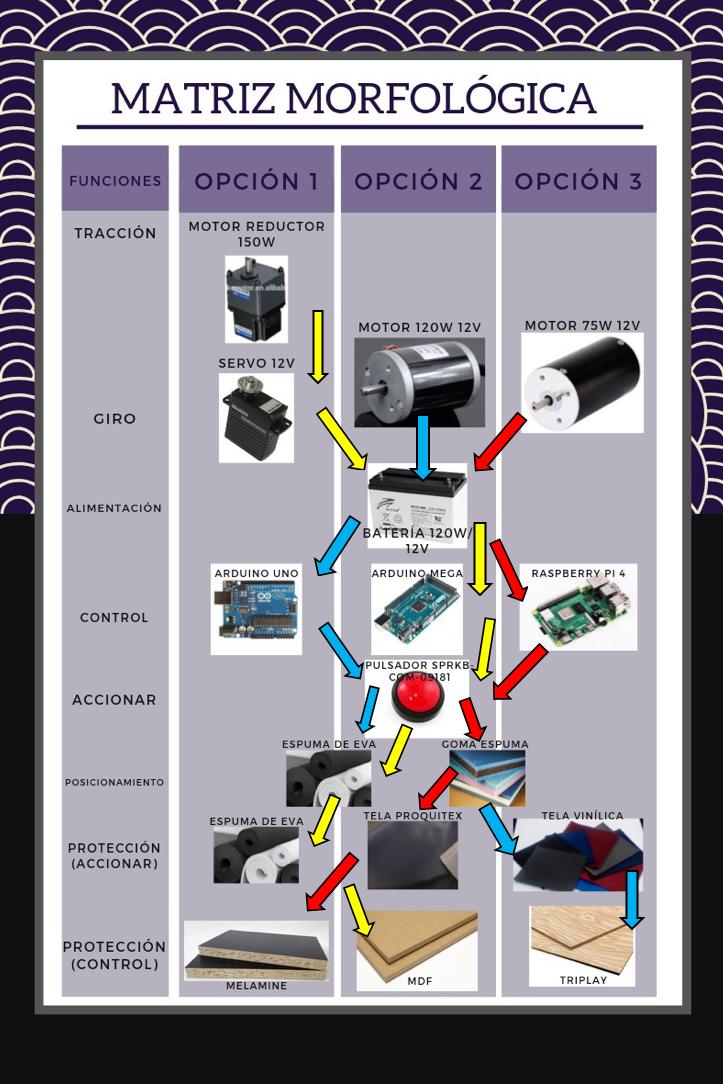 MATRIZ MORFOLÓGICA
FUNCIONES
OPCIÓN 1
OPCIÓN 2
OPCIÓN 3
TRACCIÓN
MOTOR REDUCTOR
150W
MOTOR 120W 12V
MOTOR 75W 12V
SERVO 12V
GIRO
ALIMENTACIÓN
BATERÍA 120W/
12V
CONTROL
ARDUINO UNO
ARDUINO MEGA
RASPBERRY PI 4
ACCIONAR
PULSADOR SPRKB-
COM-09181
POSICIONAMIENTO
ESPUMA DE EVA
GOMA ESPUMA
PROTECCIÓN
(ACCIONAR)
ESPUMA DE EVA
TELA PROQUITEX
TELA VINÍLICA
PROTECCIÓN
(CONTROL)
MELAMINE
MDF
TRIPLAY